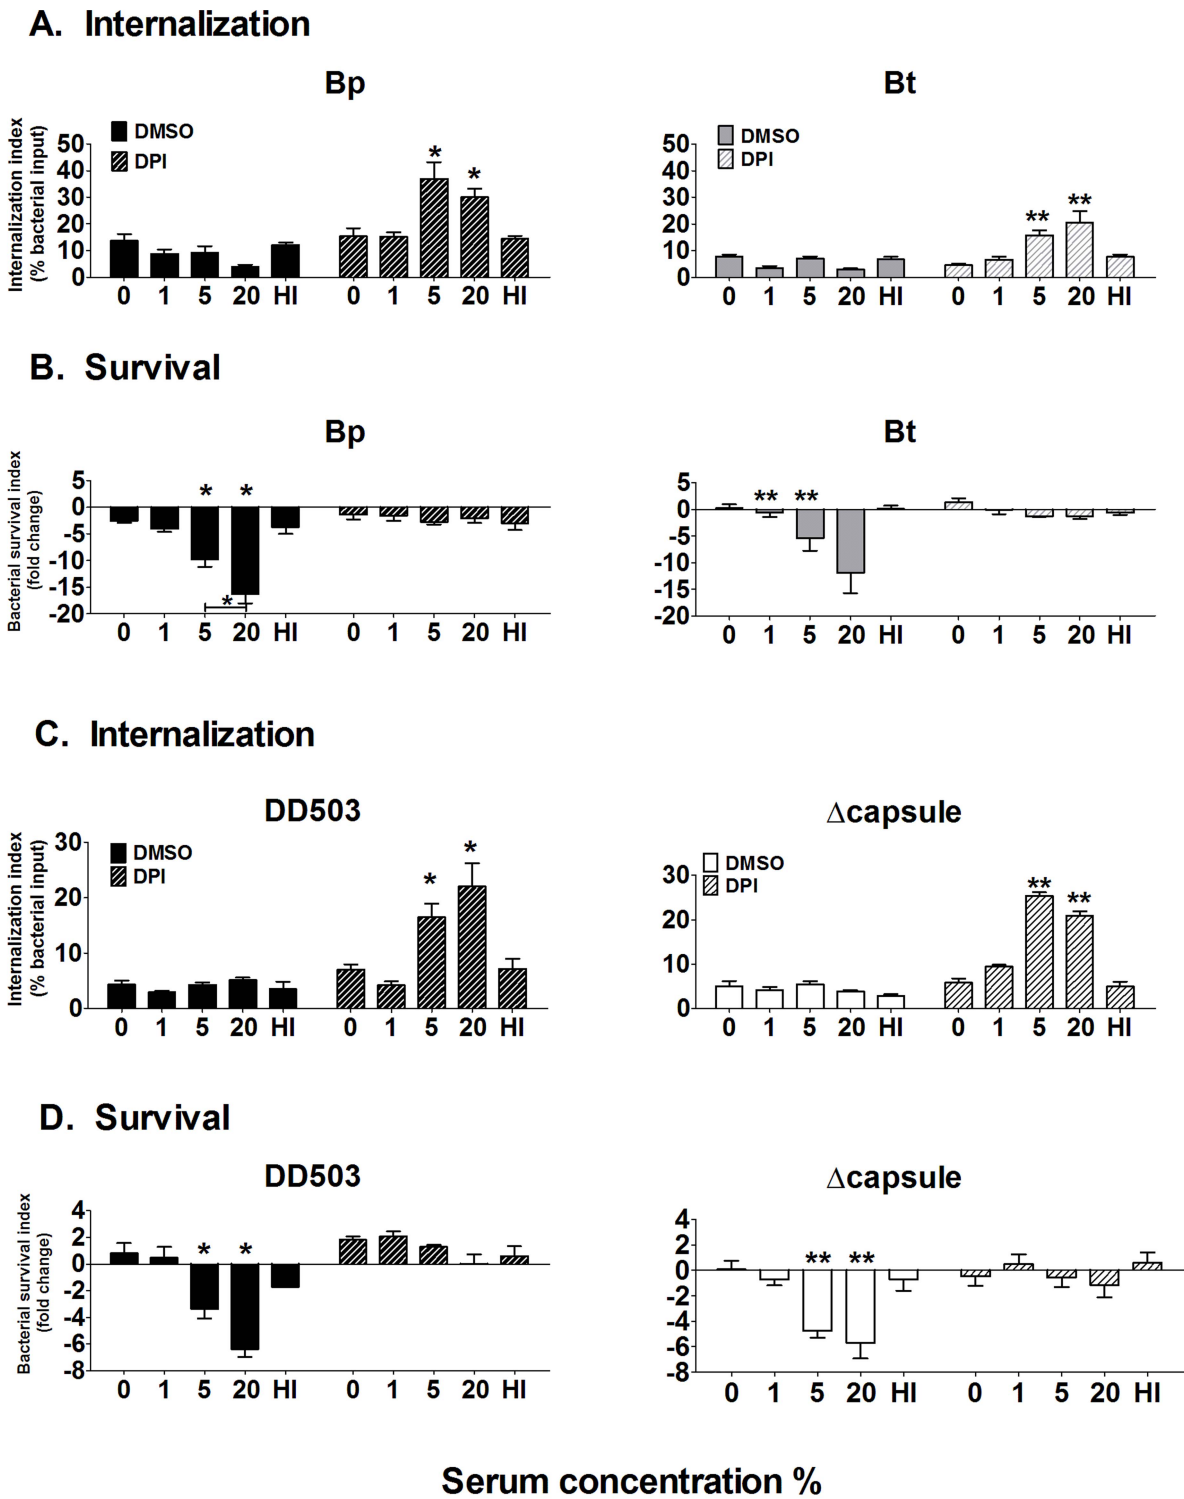 A. Internalization
Bp
Bt
Internalization index
(% bacterial input)
50
40
30
20
10
0
DMSO
DPI
*
*
0 1 5 20 HI 0 1 5 20 HI
50
40
30
20
10
0
DMSO
DPI
**
**
0 1 5 20 HI 0 1 5 20 HI
B. Survival
Bp
Bt
Bacterial survival index
(fold change)
5
0
-5
-10
-15
-20
* *
*
0 1 5 20 HI 0 1 5 20 HI
5
0
-5
-10
-15
-20
** **
0 1 5 20 HI 0 1 5 20 HI
C. Internalization
DD503
Δcapsule
Internalization index
(% bacterial input)
30
20
10
0
DMSO
DPI
*
*
0 1 5 20 HI 0 1 5 20 HI
30
20
10
0
DMSO
DPI
**
**
0 1 5 20 HI 0 1 5 20 HI
D. Survival
DD503
Δcapsule
Bacterial survival index
(fold change)
4
2
0
-2
-4
-6
-8
* *
0 1 5 20 HI 0 1 5 20 HI
4
2
0
-2
-4
-6
-8
** **
0 1 5 20 HI 0 1 5 20 HI
Serum concentration %